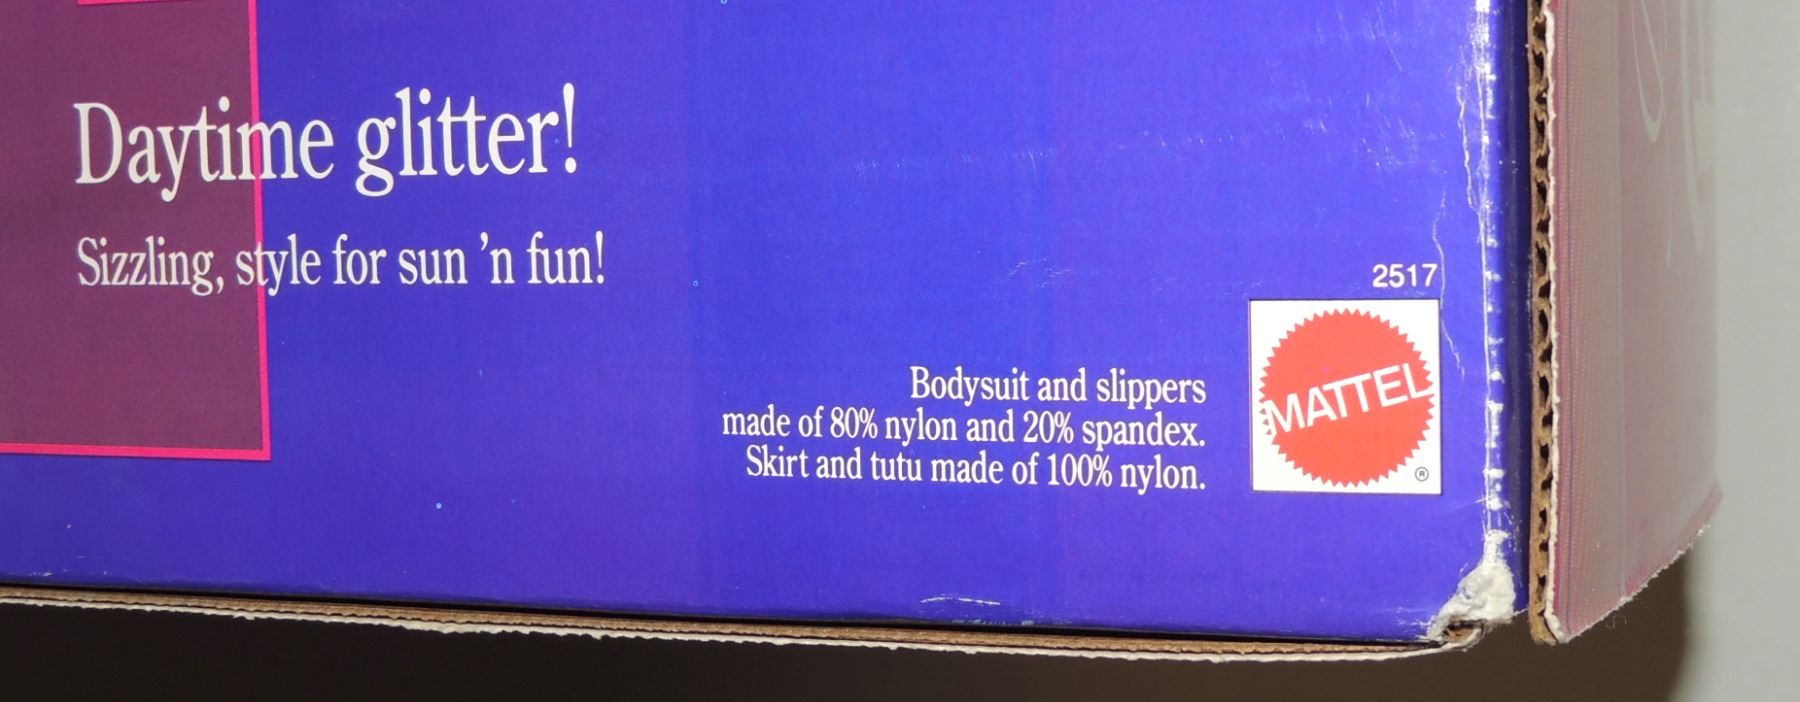 Daytime glitter!
Sizzling, style for sun 'n fun!
2517
Bodysuit and slippers
made of 80% nylon and 20% spandex.
Skirt and tutu made of 100% nylon.
MATTEL
®